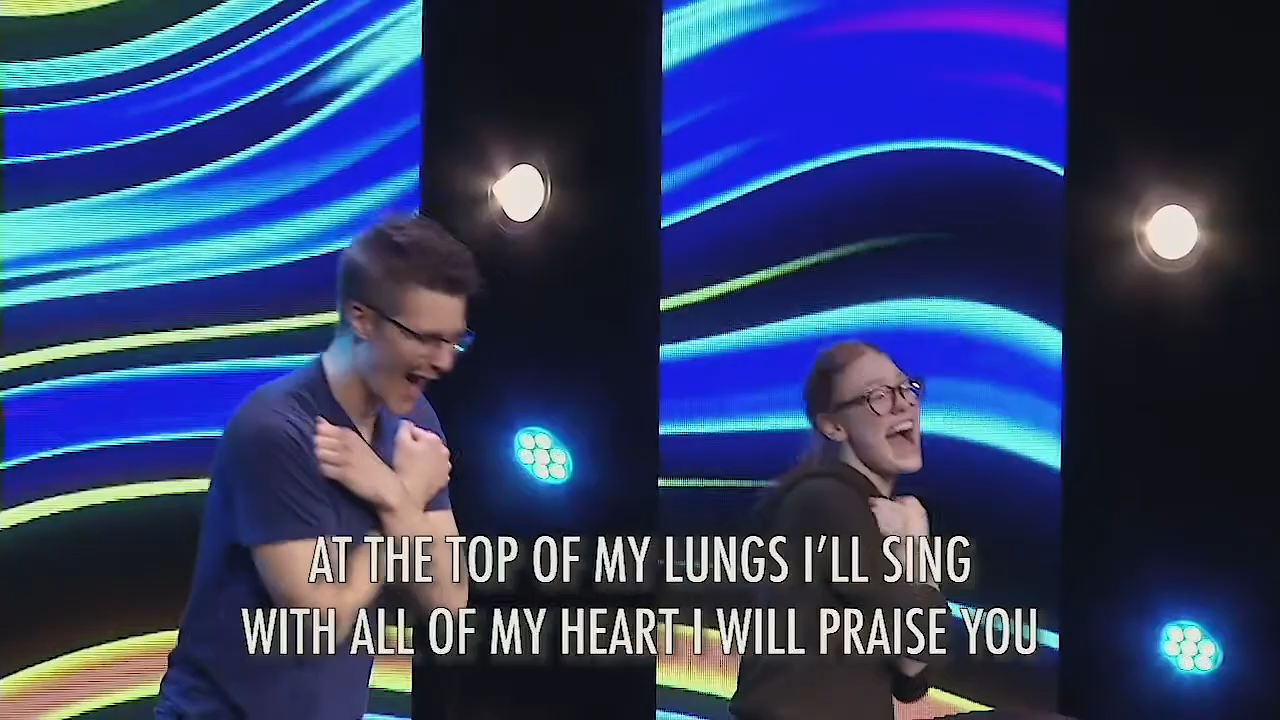 AT THE TOP OF MY LUNGS I’LL SING
WITH ALL OF MY HEART I WILL PRAISE YOU